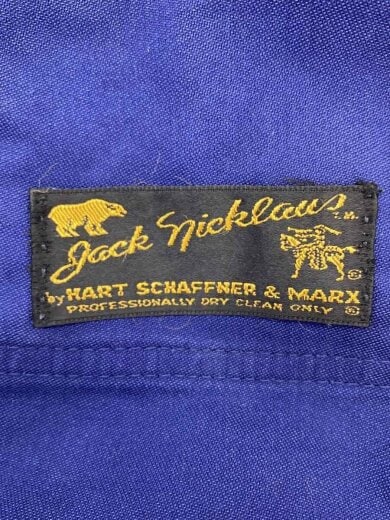 Jack Nicklaus T.M.
®
by HART SCHAFFNER & MARX
PROFESSIONALLY DRY CLEAN ONLY ®